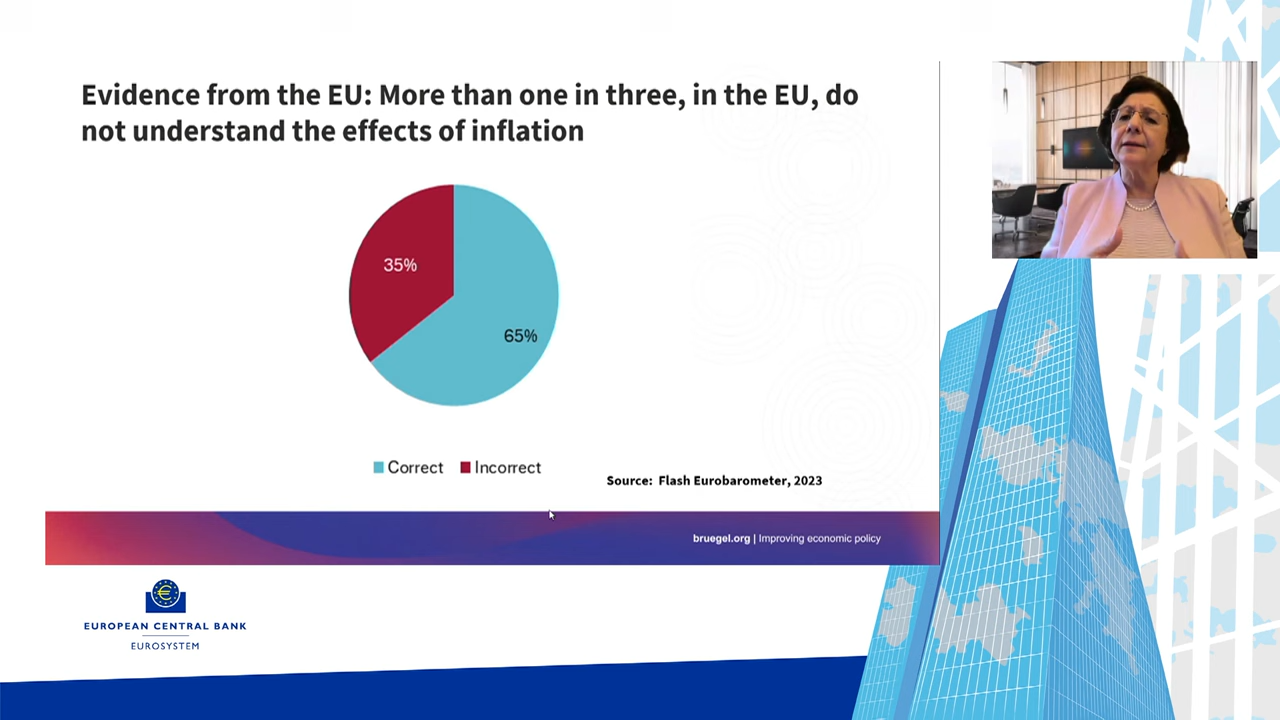 Evidence from the EU: More than one in three, in the EU, do
not understand the effects of inflation
35%
65%
Correct
Incorrect
Source: Flash Eurobarometer, 2023
bruegel.org | Improving economic policy
EUROPEAN CENTRAL BANK
EUROSYSTEM